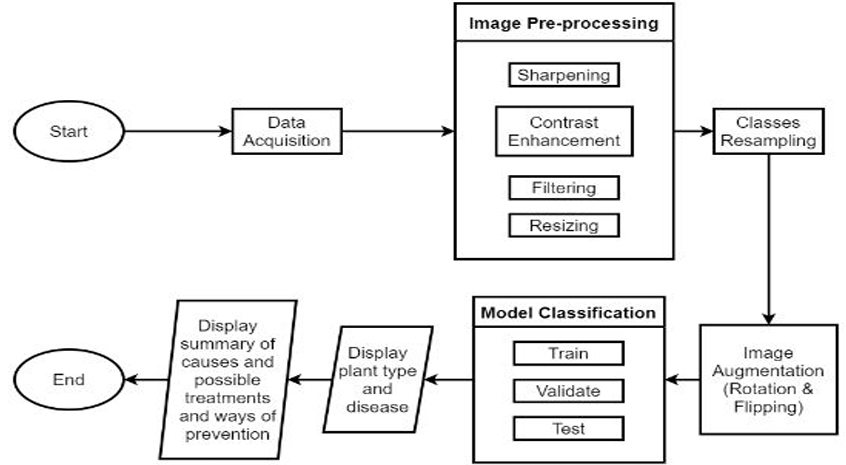 Start
Data
Acquisition
Image Pre-processing
Sharpening
Contrast
Enhancement
Filtering
Resizing
Classes
Resampling
Image
Augmentation
(Rotation &
Flipping)
Model Classification
Train
Validate
Test
Display
plant type
and
disease
Display
summary of
causes and
possible
treatments
and ways of
prevention
End